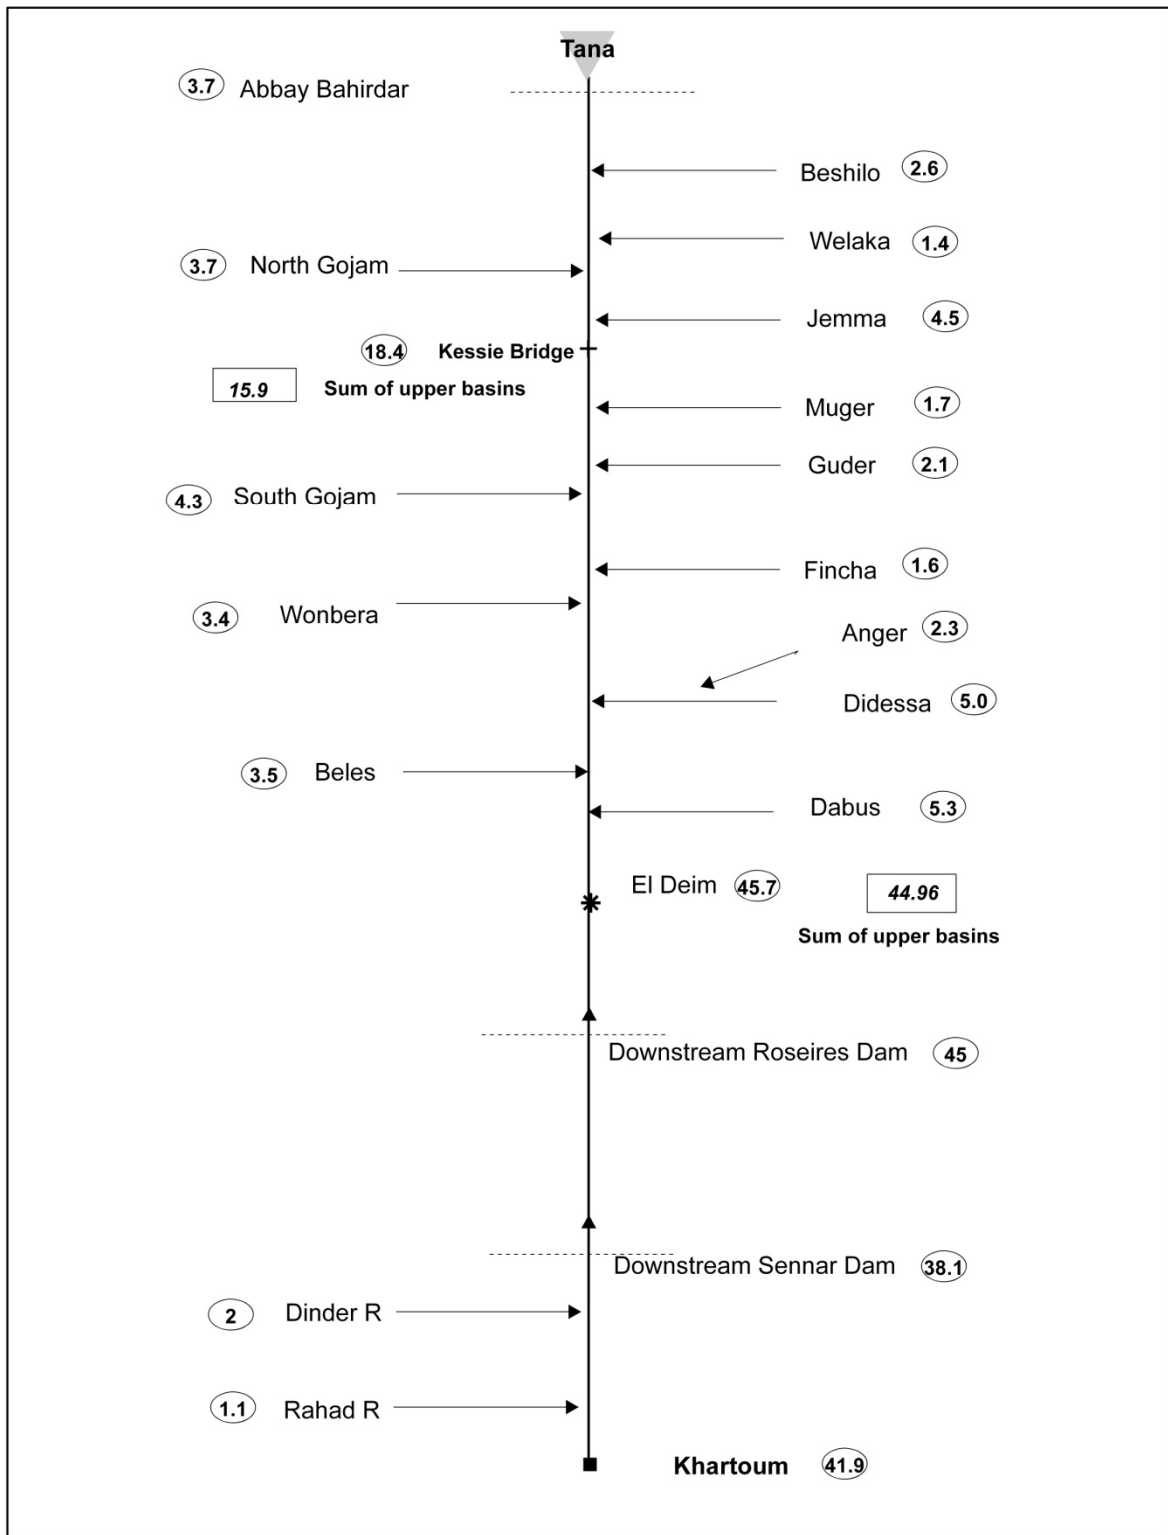 Tana
3.7 Abbay Bahirdar
Beshilo 2.6
Welaka 1.4
3.7 North Gojam
Jemma 4.5
18.4 Kessie Bridge
15.9 Sum of upper basins
Muger 1.7
Guder 2.1
4.3 South Gojam
Fincha 1.6
3.4 Wonbera
Anger 2.3
Didessa 5.0
3.5 Beles
Dabus 5.3
El Deim 45.7 44.96
Sum of upper basins
Downstream Roseires Dam 45
Downstream Sennar Dam 38.1
2 Dinder R
1.1 Rahad R
Khartoum 41.9